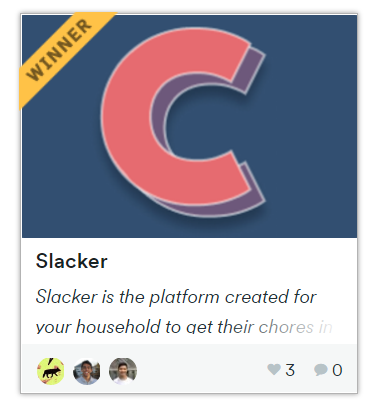 WINNER
C
Slacker
Slacker is the platform created for
your household to get their chores in
3 0